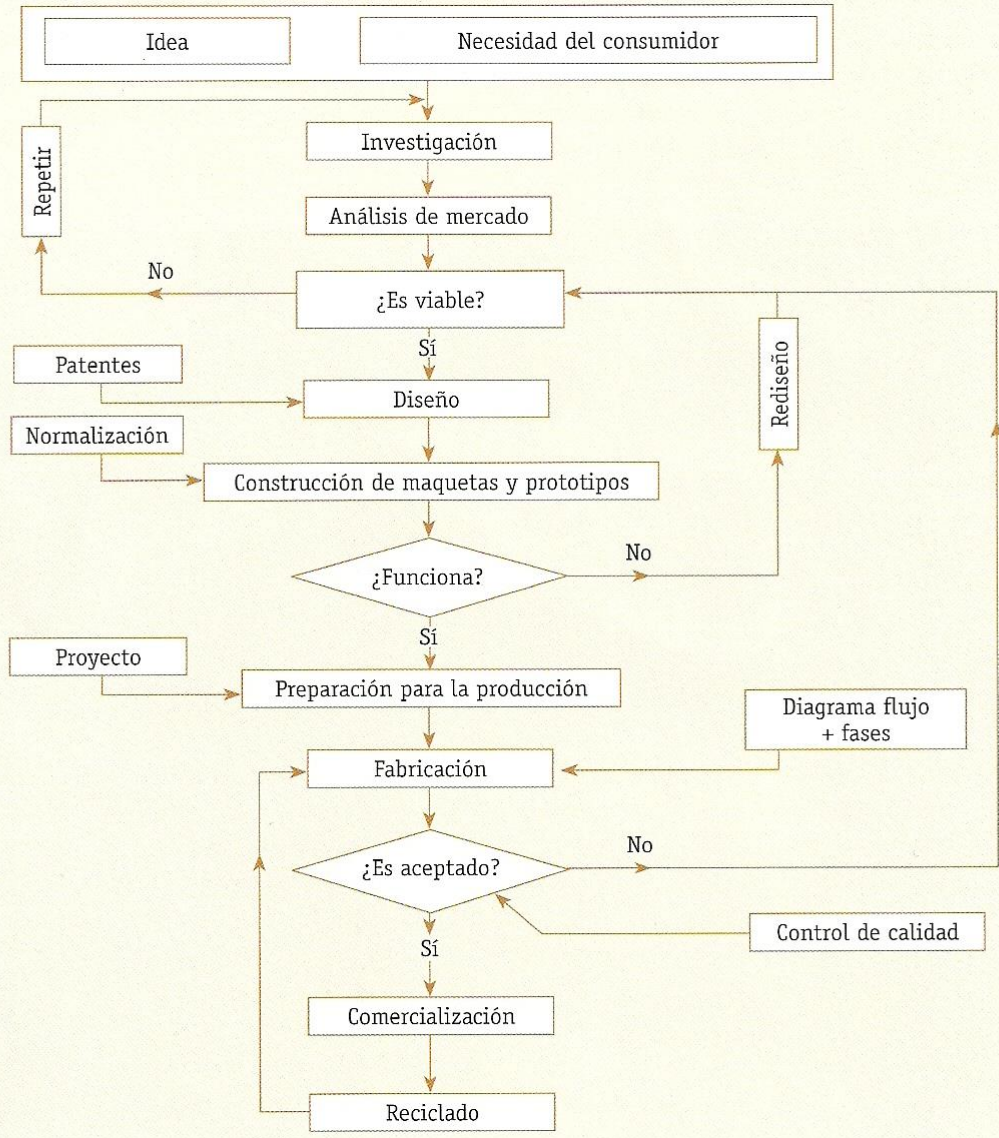 Idea
Necesidad del consumidor
Repetir
Investigación
Análisis de mercado
No
¿Es viable?
Sí
Patentes
Diseño
Rediseño
Normalización
Construcción de maquetas y prototipos
¿Funciona?
No
Sí
Proyecto
Preparación para la producción
Diagrama flujo
+ fases
Fabricación
¿Es aceptado?
No
Control de calidad
Sí
Comercialización
Reciclado